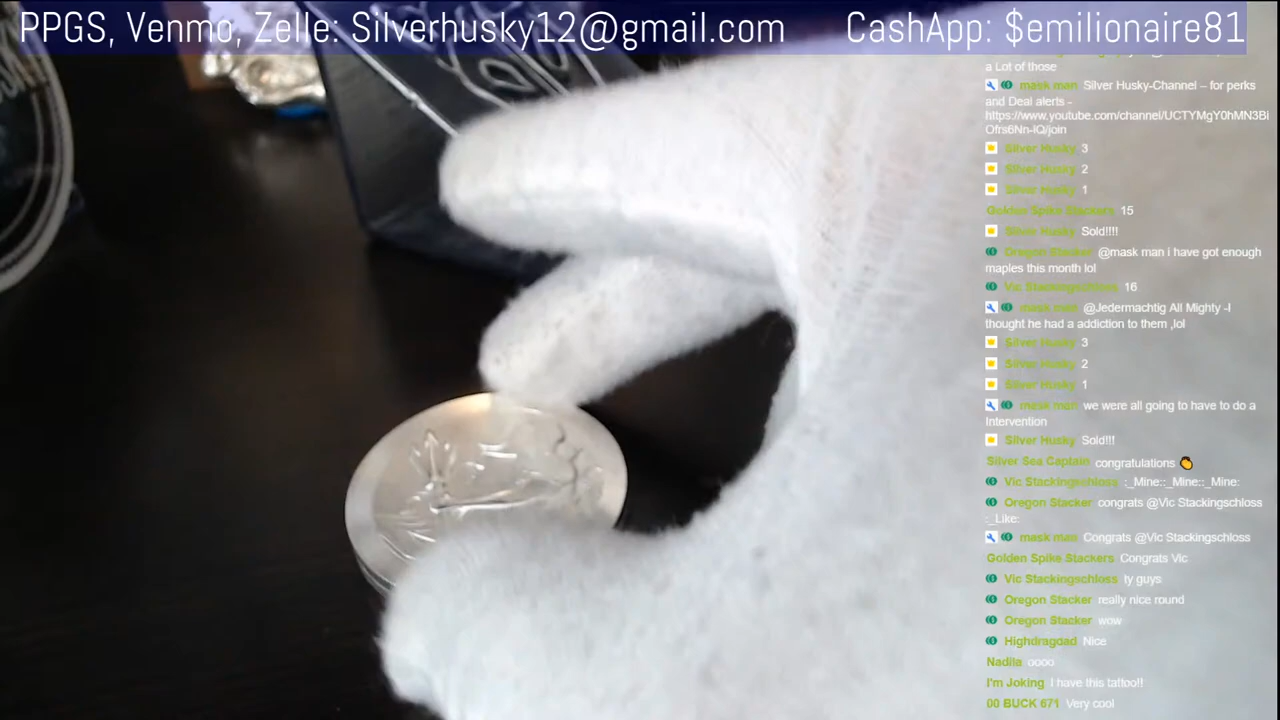 PPGS, Venmo, Zelle: Silverhusky12@gmail.com CashApp: $emilionaire81
a Lot of those
mask man Silver Husky-Channel – for perks
and Deal alerts -
https://www.youtube.com/channel/UCTYMgY0hMN3Bi
Ofrs6Nn-IQ/join
Silver Husky 3
Silver Husky 2
Silver Husky 1
Golden Spike Stackers 15
Silver Husky Sold!!!!
Oregon Stacker @mask man i have got enough
maples this month lol
Vic Stackingschloss 16
mask man @Jedermachtig All Mighty -I
thought he had a addiction to them ,lol
Silver Husky 3
Silver Husky 2
Silver Husky 1
mask man we were all going to have to do a
Intervention
Silver Husky Sold!!!
Silver Sea Captain congratulations
Vic Stackingschloss :_Mine::_Mine::_Mine:
Oregon Stacker congrats @Vic Stackingschloss
:_Like:
mask man Congrats @Vic Stackingschloss
Golden Spike Stackers Congrats Vic
Vic Stackingschloss ty guys
Oregon Stacker really nice round
Oregon Stacker wow
Highdragoad Nice
Nadila oooo
I'm Joking I have this tattoo!!
00 BUCK 671 Very cool